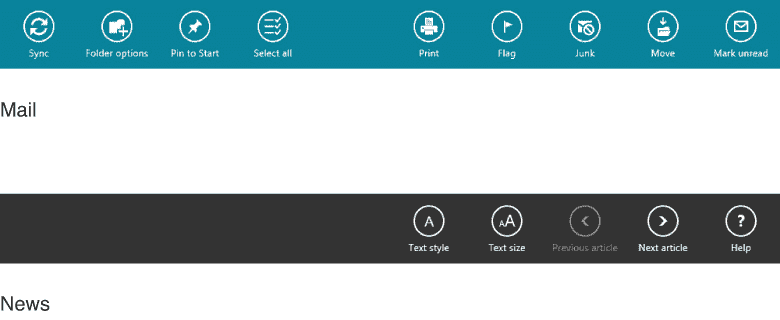 Sync Folder options Pin to Start Select all Print Flag Junk Move Mark unread
Mail
A AA ? 
Text style Text size Previous article Next article Help
News